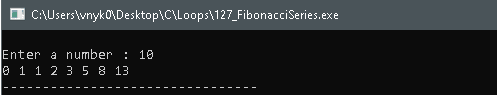 C:\Users\vnyk0\Desktop\C\Loops\127_FibonacciSeries.exe
Enter a number : 10
0 1 1 2 3 5 8 13
--------------------------------